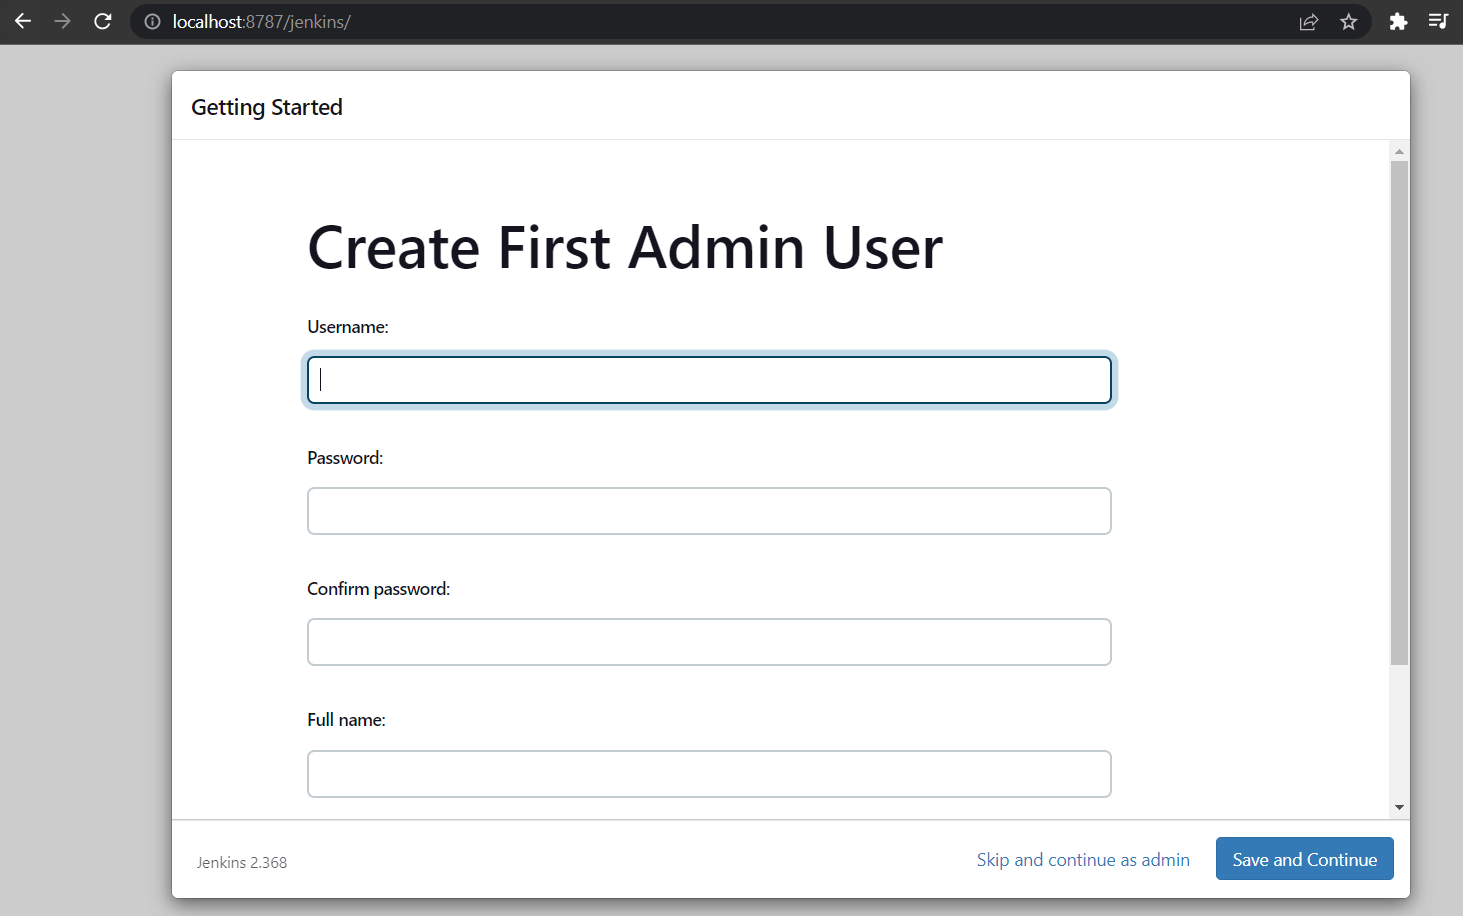 localhost:8787/jenkins/
Getting Started
Create First Admin User
Username:
Password:
Confirm password:
Full name:
Jenkins 2.368
Skip and continue as admin
Save and Continue